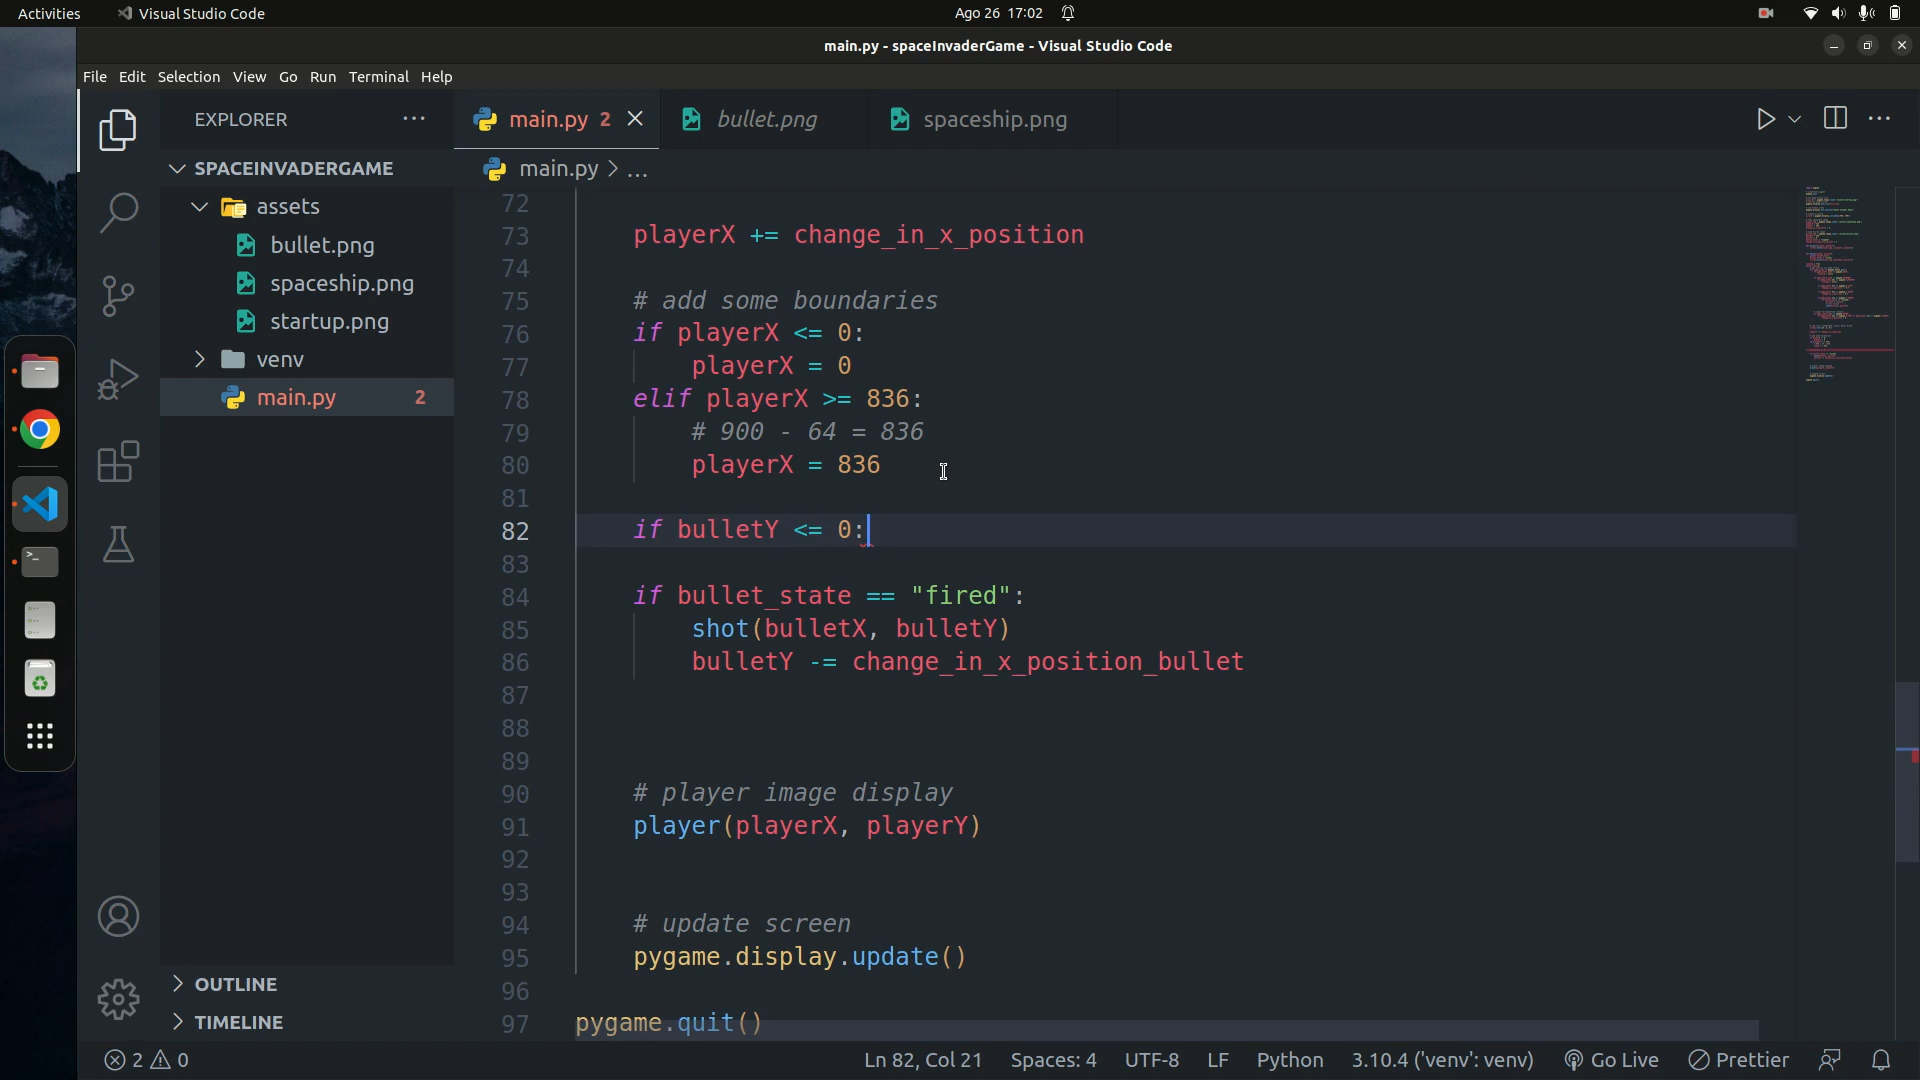 Activities
Visual Studio Code
Ago 26 17:02
main.py - spaceInvaderGame - Visual Studio Code
File Edit Selection View Go Run Terminal Help
EXPLORER
main.py 2
bullet.png
spaceship.png
SPACEINVADERGAME
main.py > ...
assets
bullet.png
spaceship.png
startup.png
venv
main.py 2
OUTLINE
TIMELINE
72
73 playerX += change_in_x_position
74
75 # add some boundaries
76 if playerX <= 0:
77 playerX = 0
78 elif playerX >= 836:
79 # 900 - 64 = 836
80 playerX = 836
81
82 if bulletY <= 0:
83
84 if bullet_state == "fired":
85 shot(bulletX, bulletY)
86 bulletY -= change_in_x_position_bullet
87
88
89
90 # player image display
91 player(playerX, playerY)
92
93
94 # update screen
95 pygame.display.update()
96
97 pygame.quit()
2 0
Ln 82, Col 21
Spaces: 4
UTF-8
LF
Python
3.10.4 ('venv': venv)
Go Live
Prettier